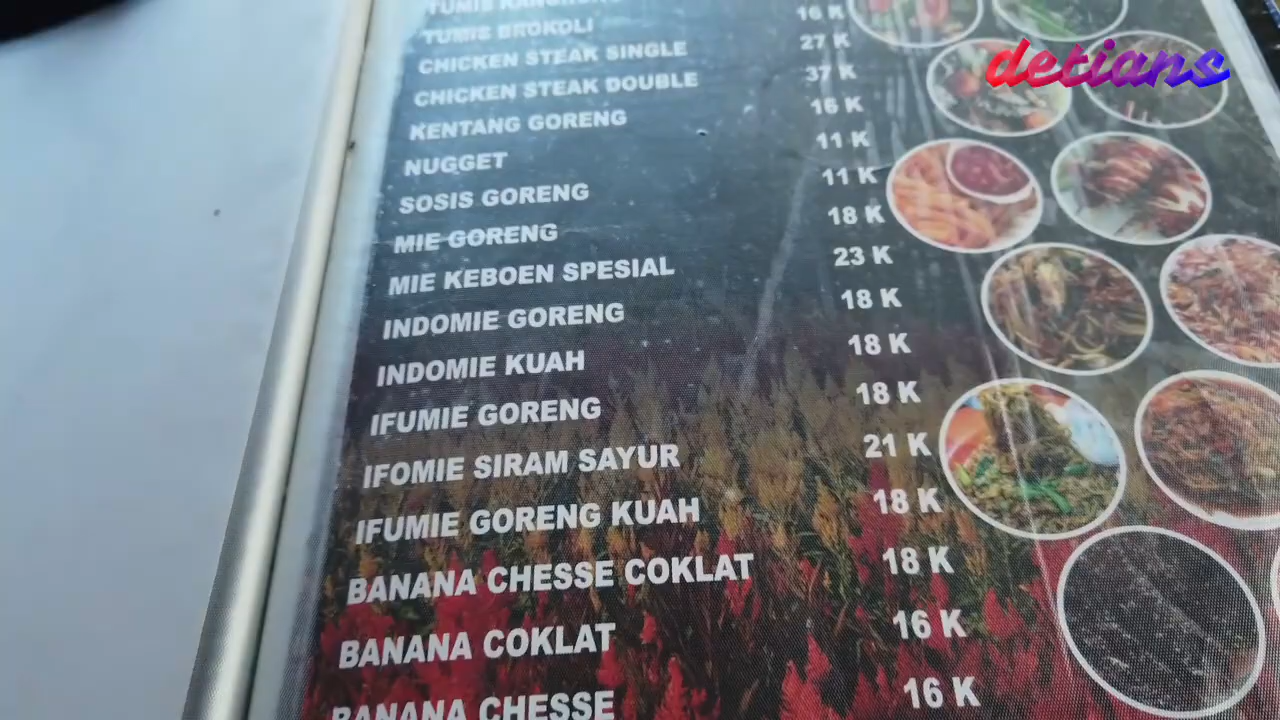 TUMIS
TUMIS BROKOLI 16 K
CHICKEN STEAK SINGLE 27 K
CHICKEN STEAK DOUBLE 37 K
KENTANG GORENG 16 K
NUGGET 11 K
SOSIS GORENG 11 K
MIE GORENG 18 K
MIE KEBOEN SPESIAL 23 K
INDOMIE GORENG 18 K
INDOMIE KUAH 18 K
IFUMIE GORENG 18 K
IFOMIE SIRAM SAYUR 21 K
IFUMIE GORENG KUAH 18 K
BANANA CHESSE COKLAT 18 K
BANANA COKLAT 16 K
BANANA CHESSE 16 K
detians